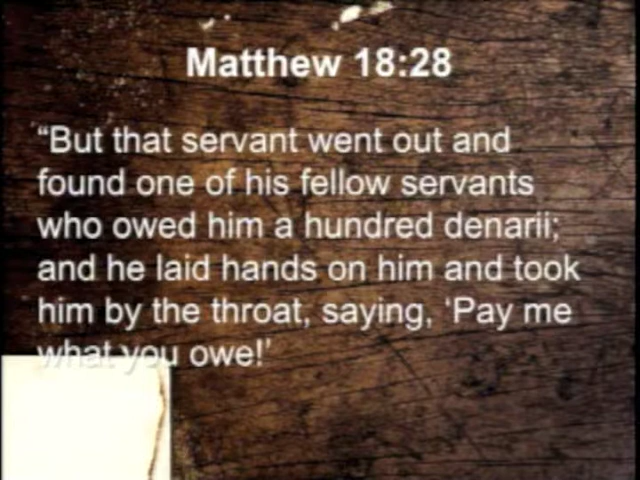 Matthew 18:28
“But that servant went out and
found one of his fellow servants
who owed him a hundred denarii;
and he laid hands on him and took
him by the throat, saying, ‘Pay me
what you owe!’